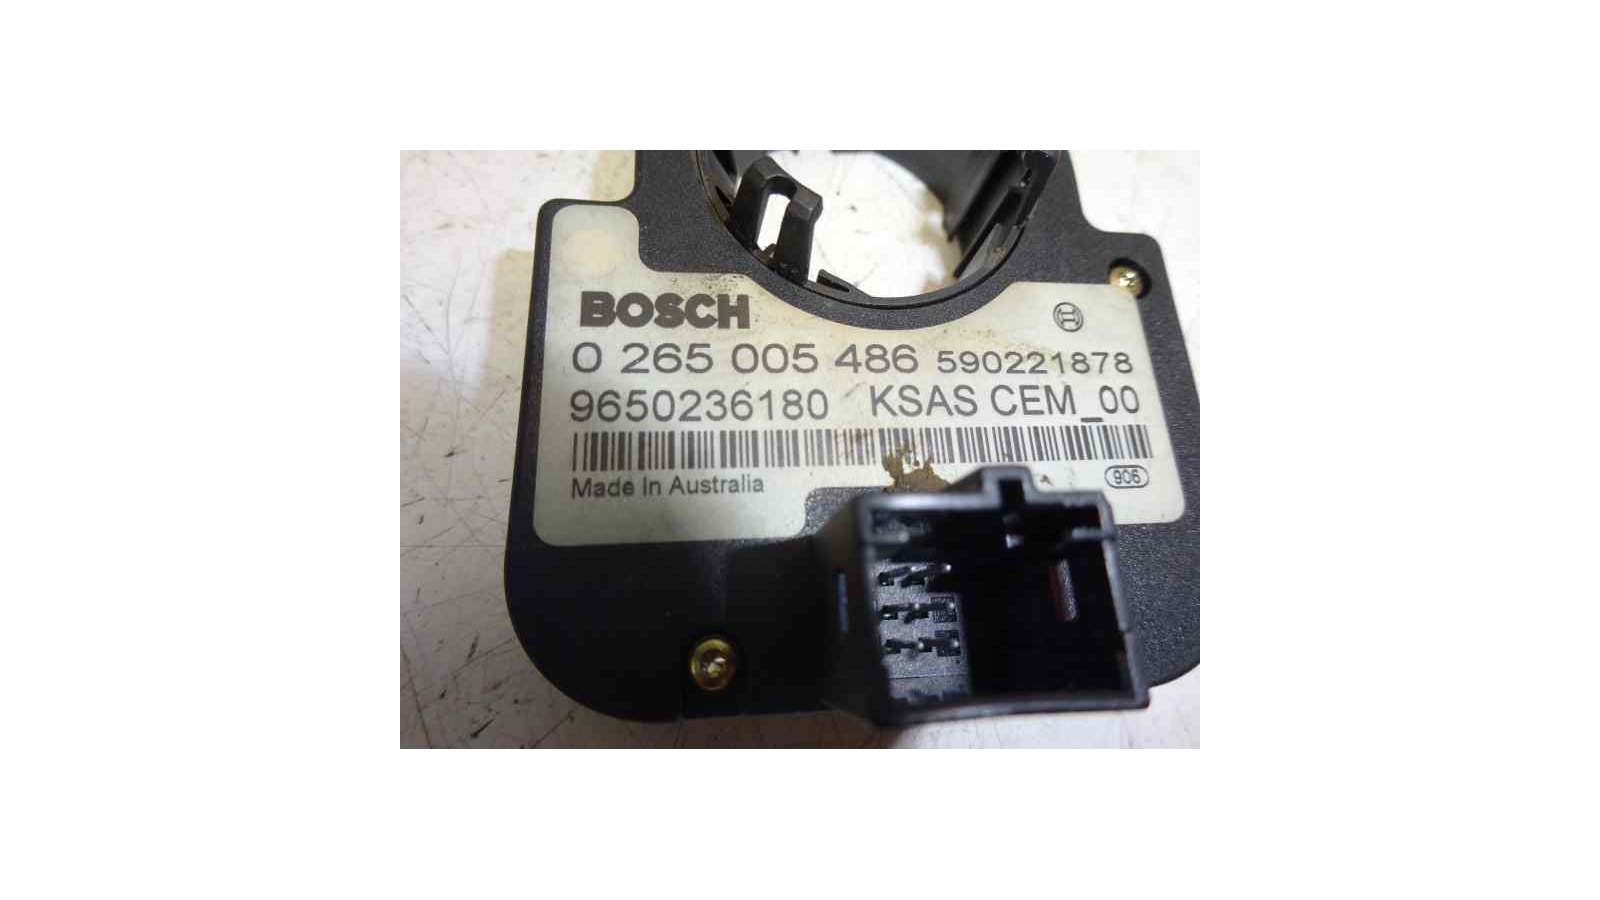 BOSCH
0 265 005 486 590221878
9650236180 KSAS CEM_00
Made In Australia
906